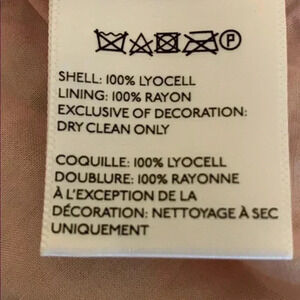 P
SHELL: 100% LYOCELL
LINING: 100% RAYON
EXCLUSIVE OF DECORATION:
DRY CLEAN ONLY
COQUILLE: 100% LYOCELL
DOUBLURE: 100% RAYONNE
À L'EXCEPTION DE LA
DÉCORATION: NETTOYAGE À SEC
UNIQUEMENT